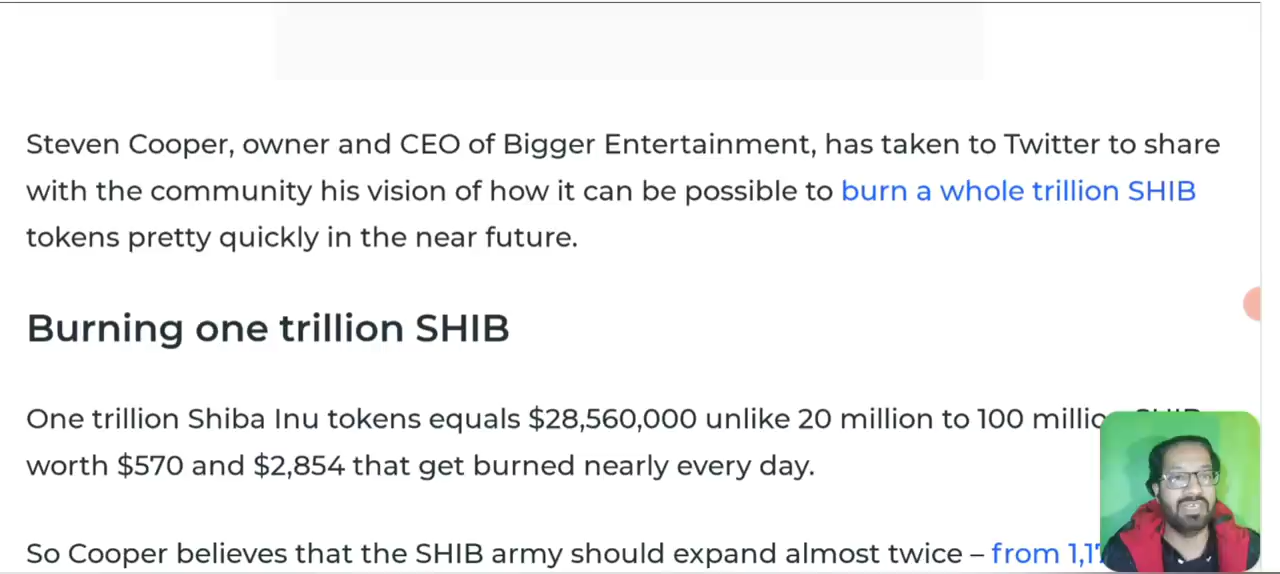 Steven Cooper, owner and CEO of Bigger Entertainment, has taken to Twitter to share
with the community his vision of how it can be possible to burn a whole trillion SHIB
tokens pretty quickly in the near future.
Burning one trillion SHIB
One trillion Shiba Inu tokens equals $28,560,000 unlike 20 million to 100 million SHIB
worth $570 and $2,854 that get burned nearly every day.
So Cooper believes that the SHIB army should expand almost twice – from